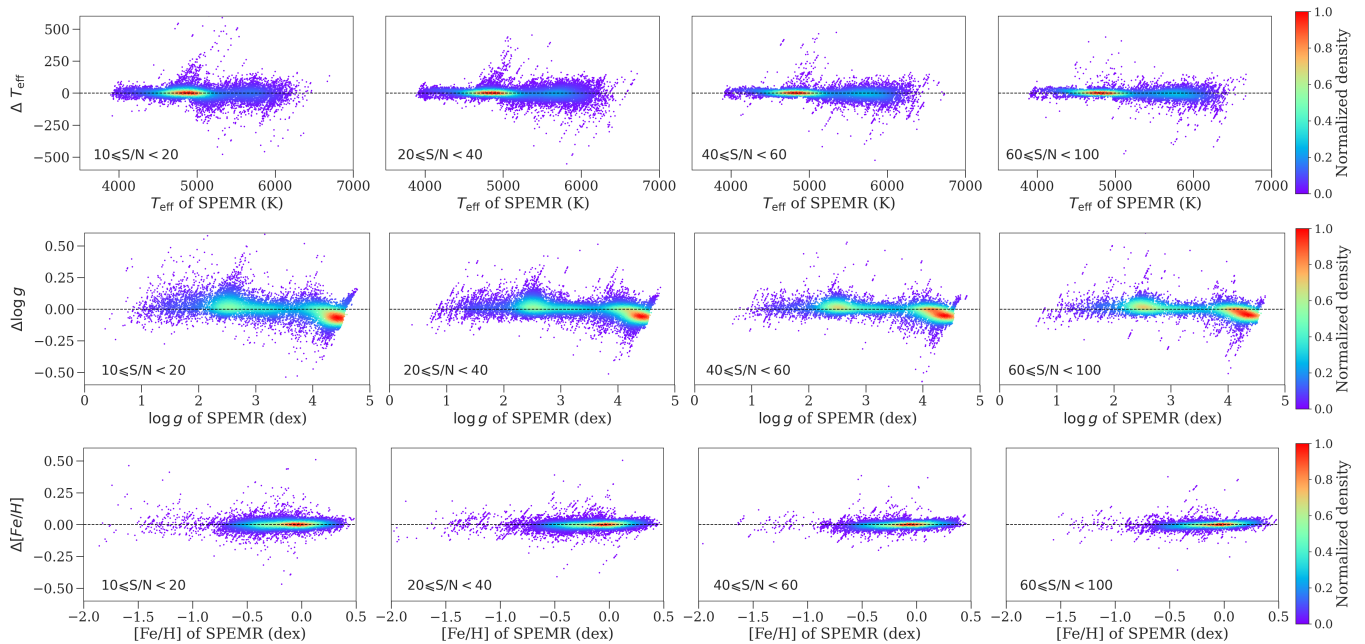 500
250
0
−250
−500
Δ T_eff
10⩽S/N < 20
20⩽S/N < 40
40⩽S/N < 60
60⩽S/N < 100
4000 5000 6000 7000
4000 5000 6000 7000
4000 5000 6000 7000
4000 5000 6000 7000
T_eff of SPEMR (K)
T_eff of SPEMR (K)
T_eff of SPEMR (K)
T_eff of SPEMR (K)
1.0
0.8
0.6
0.4
0.2
0.0
Normalized density
0.50
0.25
0.00
−0.25
−0.50
Δlog g
10⩽S/N < 20
20⩽S/N < 40
40⩽S/N < 60
60⩽S/N < 100
0 1 2 3 4 5
0 1 2 3 4 5
0 1 2 3 4 5
0 1 2 3 4 5
log g of SPEMR (dex)
log g of SPEMR (dex)
log g of SPEMR (dex)
log g of SPEMR (dex)
1.0
0.8
0.6
0.4
0.2
0.0
Normalized density
0.50
0.25
0.00
−0.25
−0.50
Δ[Fe/H]
10⩽S/N < 20
20⩽S/N < 40
40⩽S/N < 60
60⩽S/N < 100
−2.0 −1.5 −1.0 −0.5 0.0 0.5
−2.0 −1.5 −1.0 −0.5 0.0 0.5
−2.0 −1.5 −1.0 −0.5 0.0 0.5
−2.0 −1.5 −1.0 −0.5 0.0 0.5
[Fe/H] of SPEMR (dex)
[Fe/H] of SPEMR (dex)
[Fe/H] of SPEMR (dex)
[Fe/H] of SPEMR (dex)
1.0
0.8
0.6
0.4
0.2
0.0
Normalized density